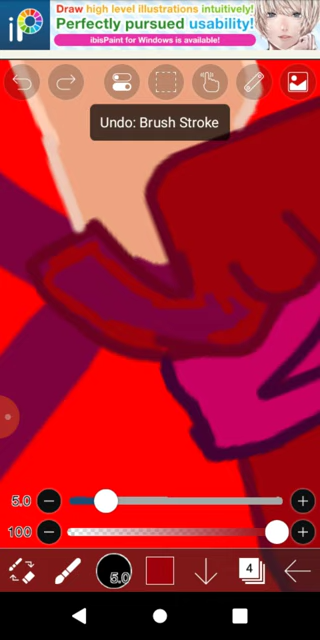 Draw high level illustrations intuitively!
Perfectly pursued usability!
ibisPaint for Windows is available!
Undo: Brush Stroke
5.0
100
5.0
4